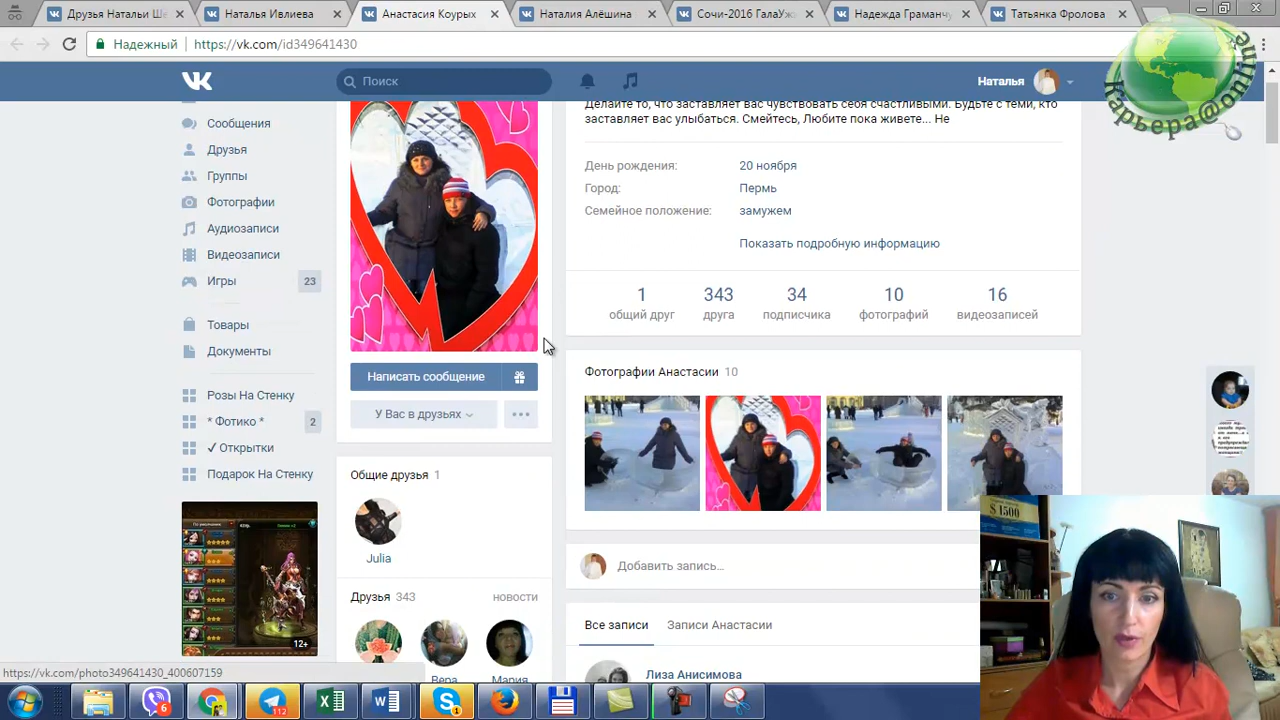 Друзья Натальи Ше
Наталья Ивлиева
Анастасия Коурых
Наталия Алёшина
Сочи-2016 ГалаУж
Надежда Граманч
Татьянка Фролова
Надежный
https://vk.com/id349641430
Поиск
Наталья
Карьера@online
Сообщения
Друзья
Группы
Фотографии
Аудиозаписи
Видеозаписи
Игры 23
Товары
Документы
Розы На Стенку
* Фотико * 2
✓ Открытки
Подарок На Стенку
12+
Делайте то, что заставляет вас чувствовать себя счастливыми. Будьте с теми, кто
заставляет вас улыбаться. Смейтесь, Любите пока живете... Не
День рождения: 20 ноября
Город: Пермь
Семейное положение: замужем
Показать подробную информацию
1 343 34 10 16
общий друг друга подписчика фотографий видеозаписей
Написать сообщение
У Вас в друзьях
Общие друзья 1
Julia
Друзья 343 новости
Вера Мария
Фотографии Анастасии 10
Добавить запись...
Все записи Записи Анастасии
Лиза Анисимова
$ 1500
https://vk.com/photo349641430_400607159
6
112
1